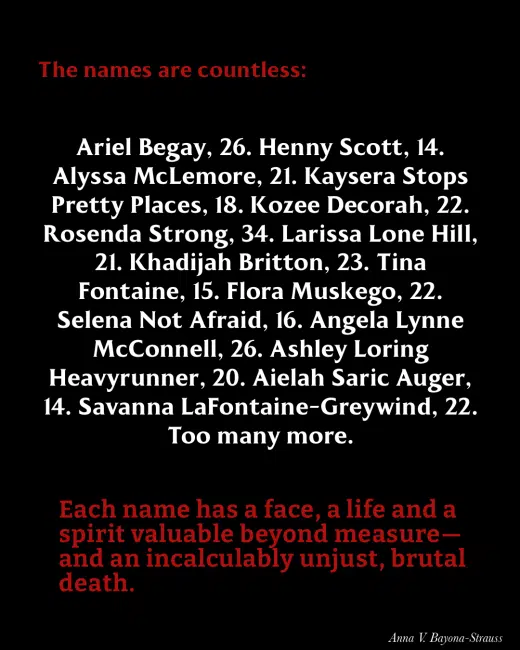 The names are countless:
Ariel Begay, 26. Henny Scott, 14.
Alyssa McLemore, 21. Kaysera Stops
Pretty Places, 18. Kozee Decorah, 22.
Rosenda Strong, 34. Larissa Lone Hill,
21. Khadijah Britton, 23. Tina
Fontaine, 15. Flora Muskego, 22.
Selena Not Afraid, 16. Angela Lynne
McConnell, 26. Ashley Loring
Heavyrunner, 20. Aielah Saric Auger,
14. Savanna LaFontaine-Greywind, 22.
Too many more.
Each name has a face, a life and a
spirit valuable beyond measure—
and an incalculably unjust, brutal
death.
Anna V. Bayona-Strauss